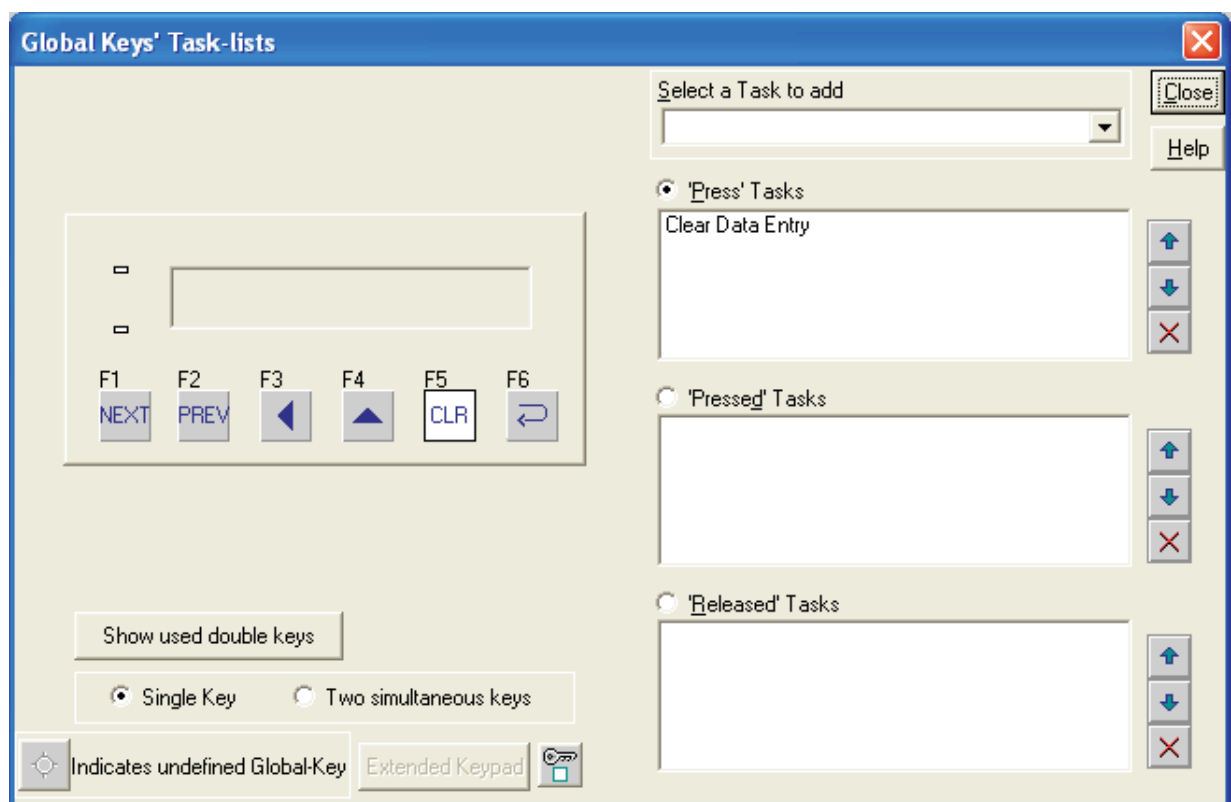 Global Keys' Task-lists
Select a Task to add
Close
Help
'Press' Tasks
Clear Data Entry
F1 F2 F3 F4 F5 F6
NEXT PREV CLR
'Pressed' Tasks
'Released' Tasks
Show used double keys
Single Key Two simultaneous keys
Indicates undefined Global-Key Extended Keypad